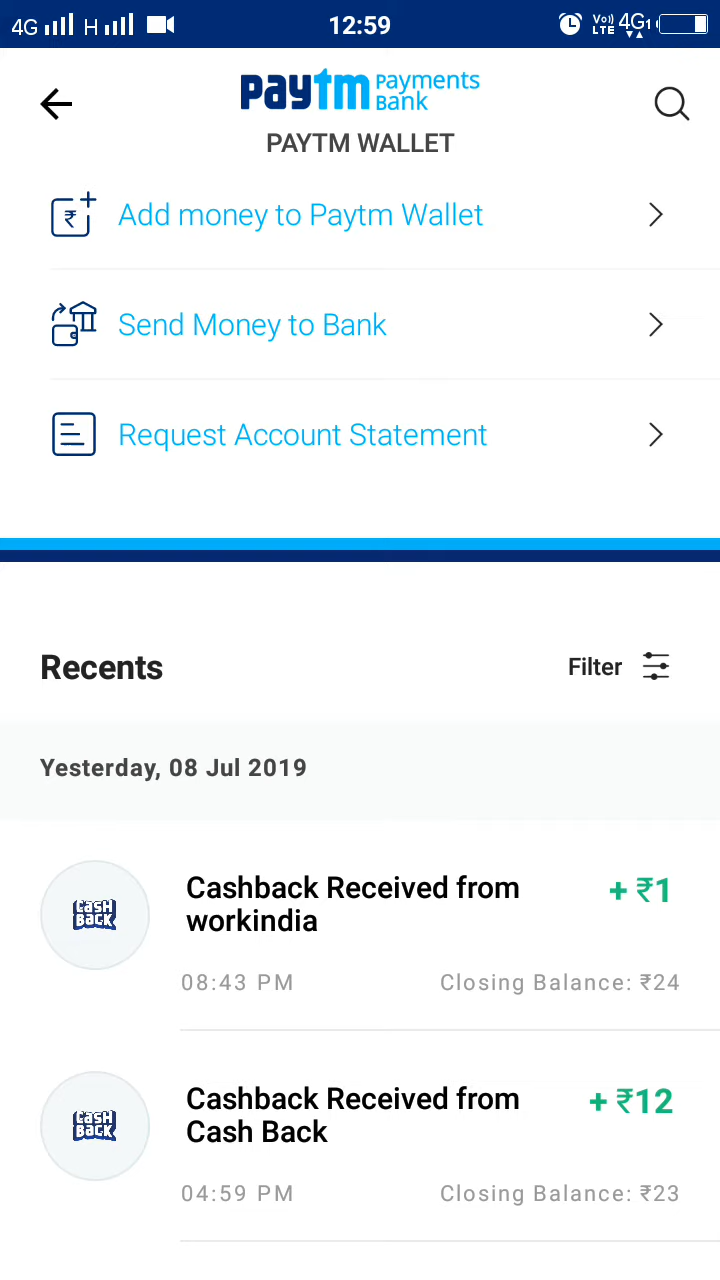 4G H 12:59 Vo)) LTE 4G1
paytm Payments Bank
PAYTM WALLET
₹ Add money to Paytm Wallet
Send Money to Bank
Request Account Statement
Recents Filter
Yesterday, 08 Jul 2019
Cashback Received from + ₹1
workindia
CASH BACK
08:43 PM Closing Balance: ₹24
Cashback Received from + ₹12
Cash Back
CASH BACK
04:59 PM Closing Balance: ₹23